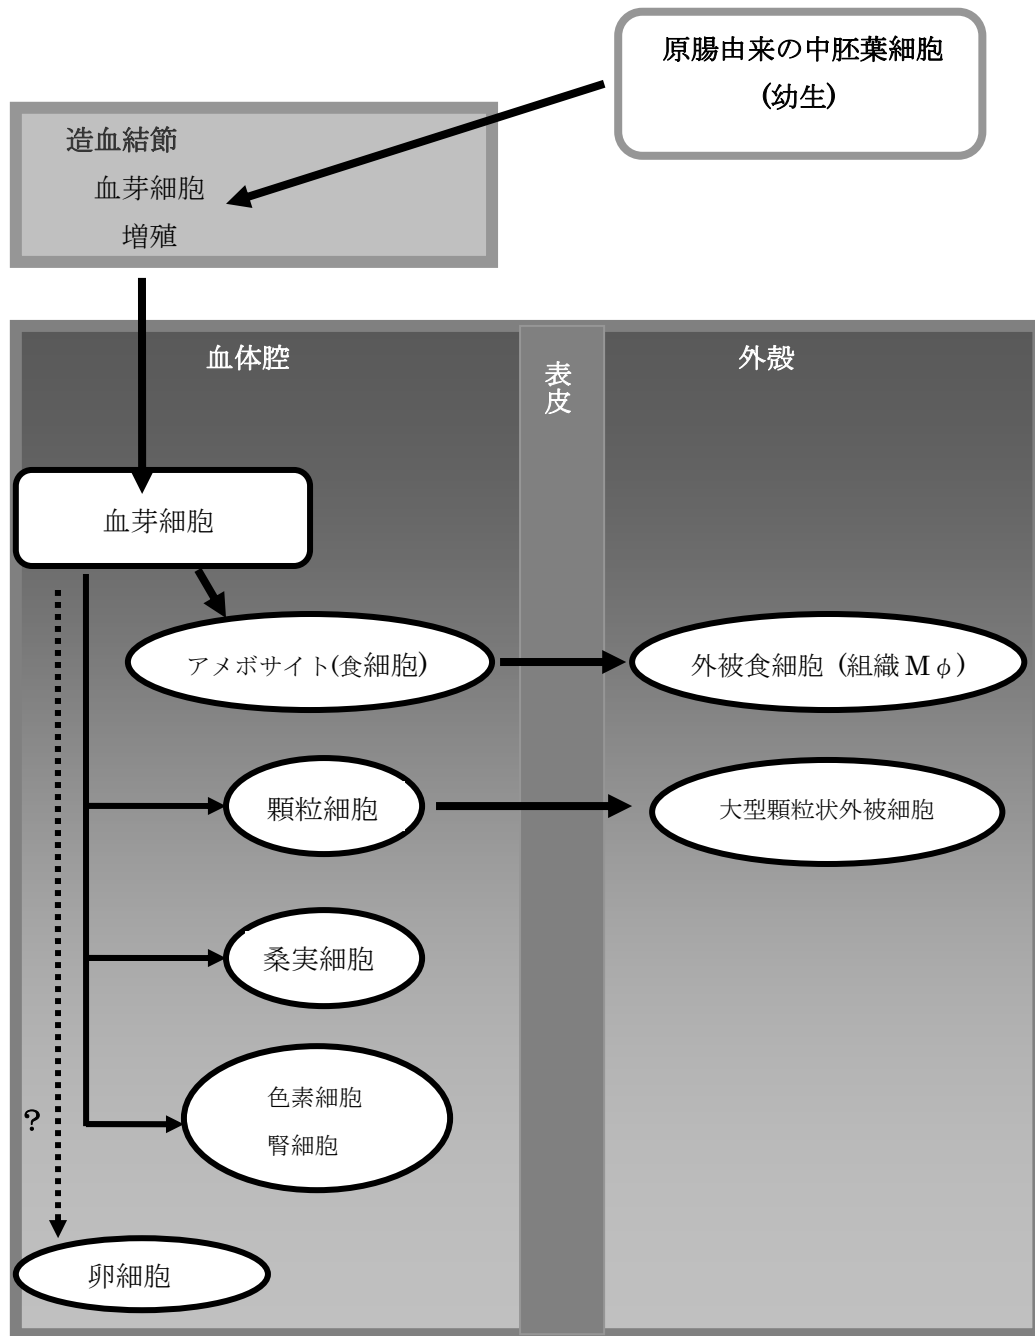 原腸由来の中胚葉細胞
(幼生)
造血結節
血芽細胞
増殖
血体腔
表皮
外殻
血芽細胞
アメボサイト(食細胞)
外被食細胞 (組織Mφ)
顆粒細胞
大型顆粒状外被細胞
桑実細胞
色素細胞
腎細胞
?
卵細胞